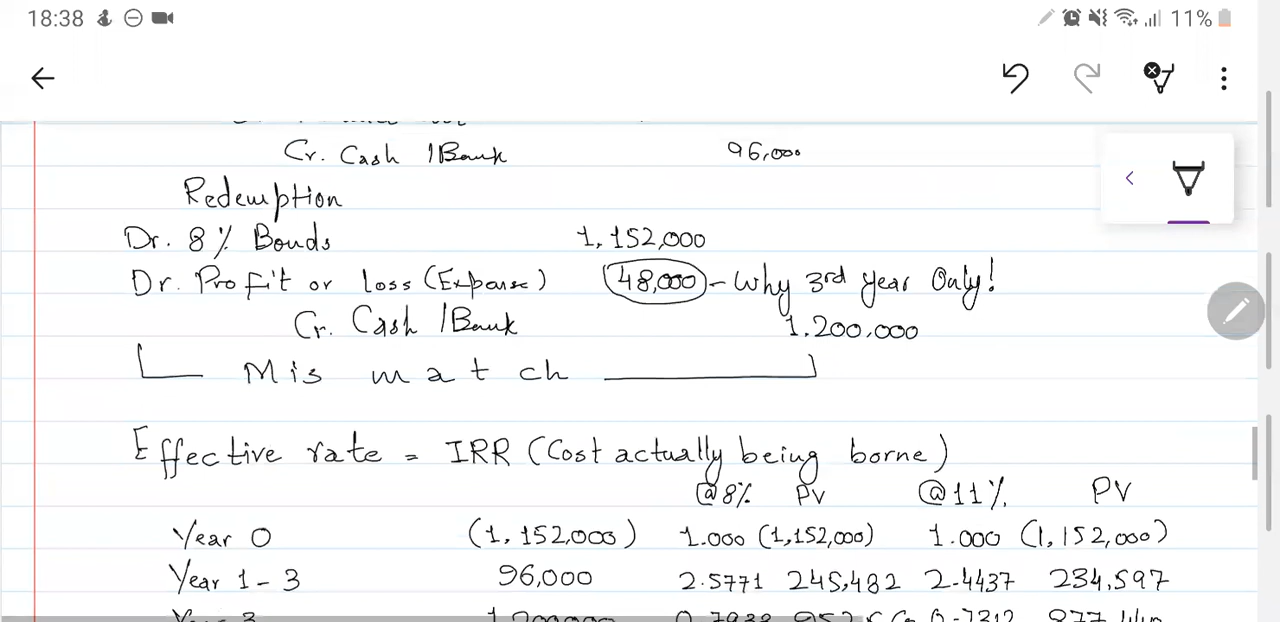 18:38 11%
Cr. Cash /Bank 96,000
Redemption
Dr. 8% Bonds 1,152,000
Dr. Profit or loss (Expense) 48,000 - Why 3rd Year Only!
Cr. Cash /Bank 1,200,000
Mis match
Effective rate = IRR (Cost actually being borne)
@8% PV @11% PV
Year 0 (1,152,000) 1.000 (1,152,000) 1.000 (1,152,000)
Year 1-3 96,000 2.5771 245,482 2.4437 234,597
Year 3